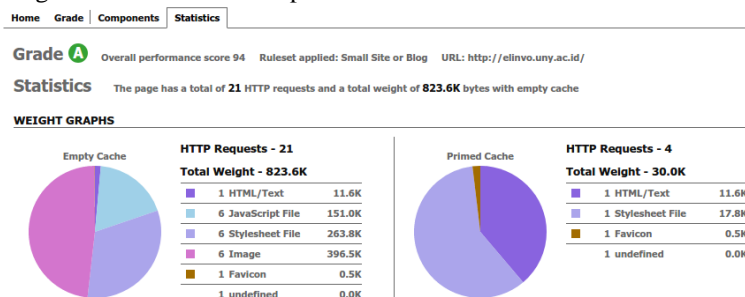 Home Grade Components Statistics
Grade A Overall performance score 94 Ruleset applied: Small Site or Blog URL: http://elinvo.uny.ac.id/
Statistics The page has a total of 21 HTTP requests and a total weight of 823.6K bytes with empty cache
WEIGHT GRAPHS
Empty Cache
HTTP Requests - 21
Total Weight - 823.6K
1 HTML/Text 11.6K
6 JavaScript File 151.0K
6 Stylesheet File 263.8K
6 Image 396.5K
1 Favicon 0.5K
1 undefined 0.0K
Primed Cache
HTTP Requests - 4
Total Weight - 30.0K
1 HTML/Text 11.6K
1 Stylesheet File 17.8K
1 Favicon 0.5K
1 undefined 0.0K